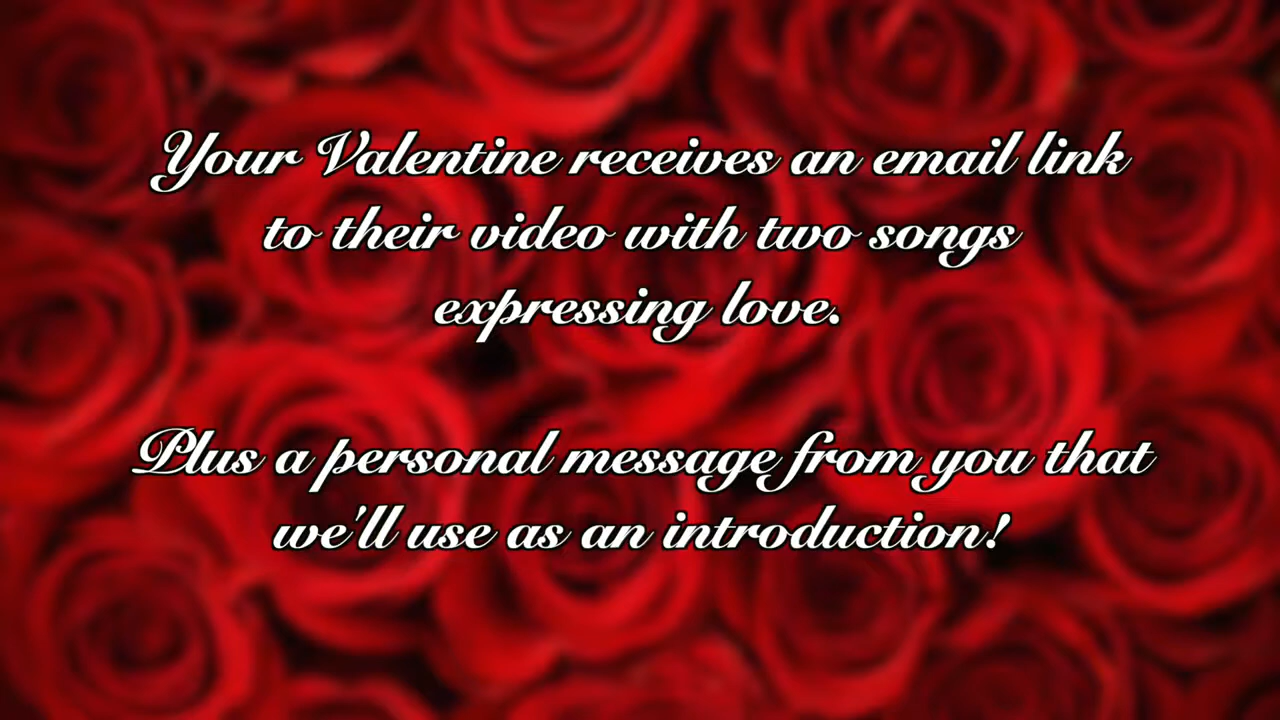 Your Valentine receives an email link
to their video with two songs
expressing love.
Plus a personal message from you that
we'll use as an introduction!